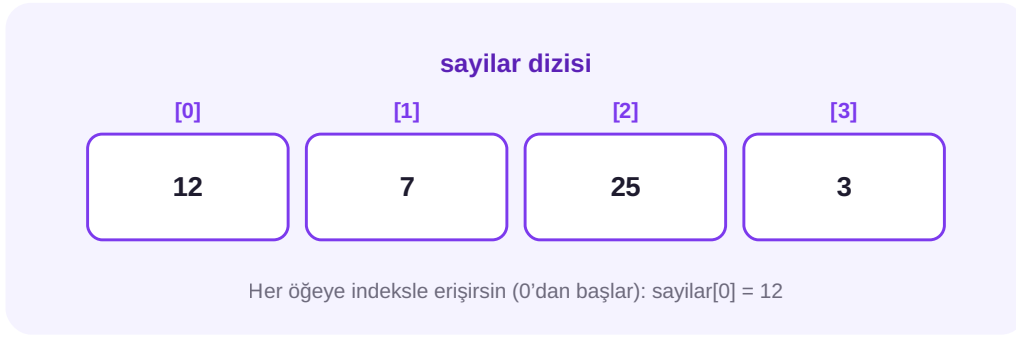 sayilar dizisi
[0] [1] [2] [3]
12 7 25 3
Her öğeye indeksle erişirsin (0’dan başlar): sayilar[0] = 12